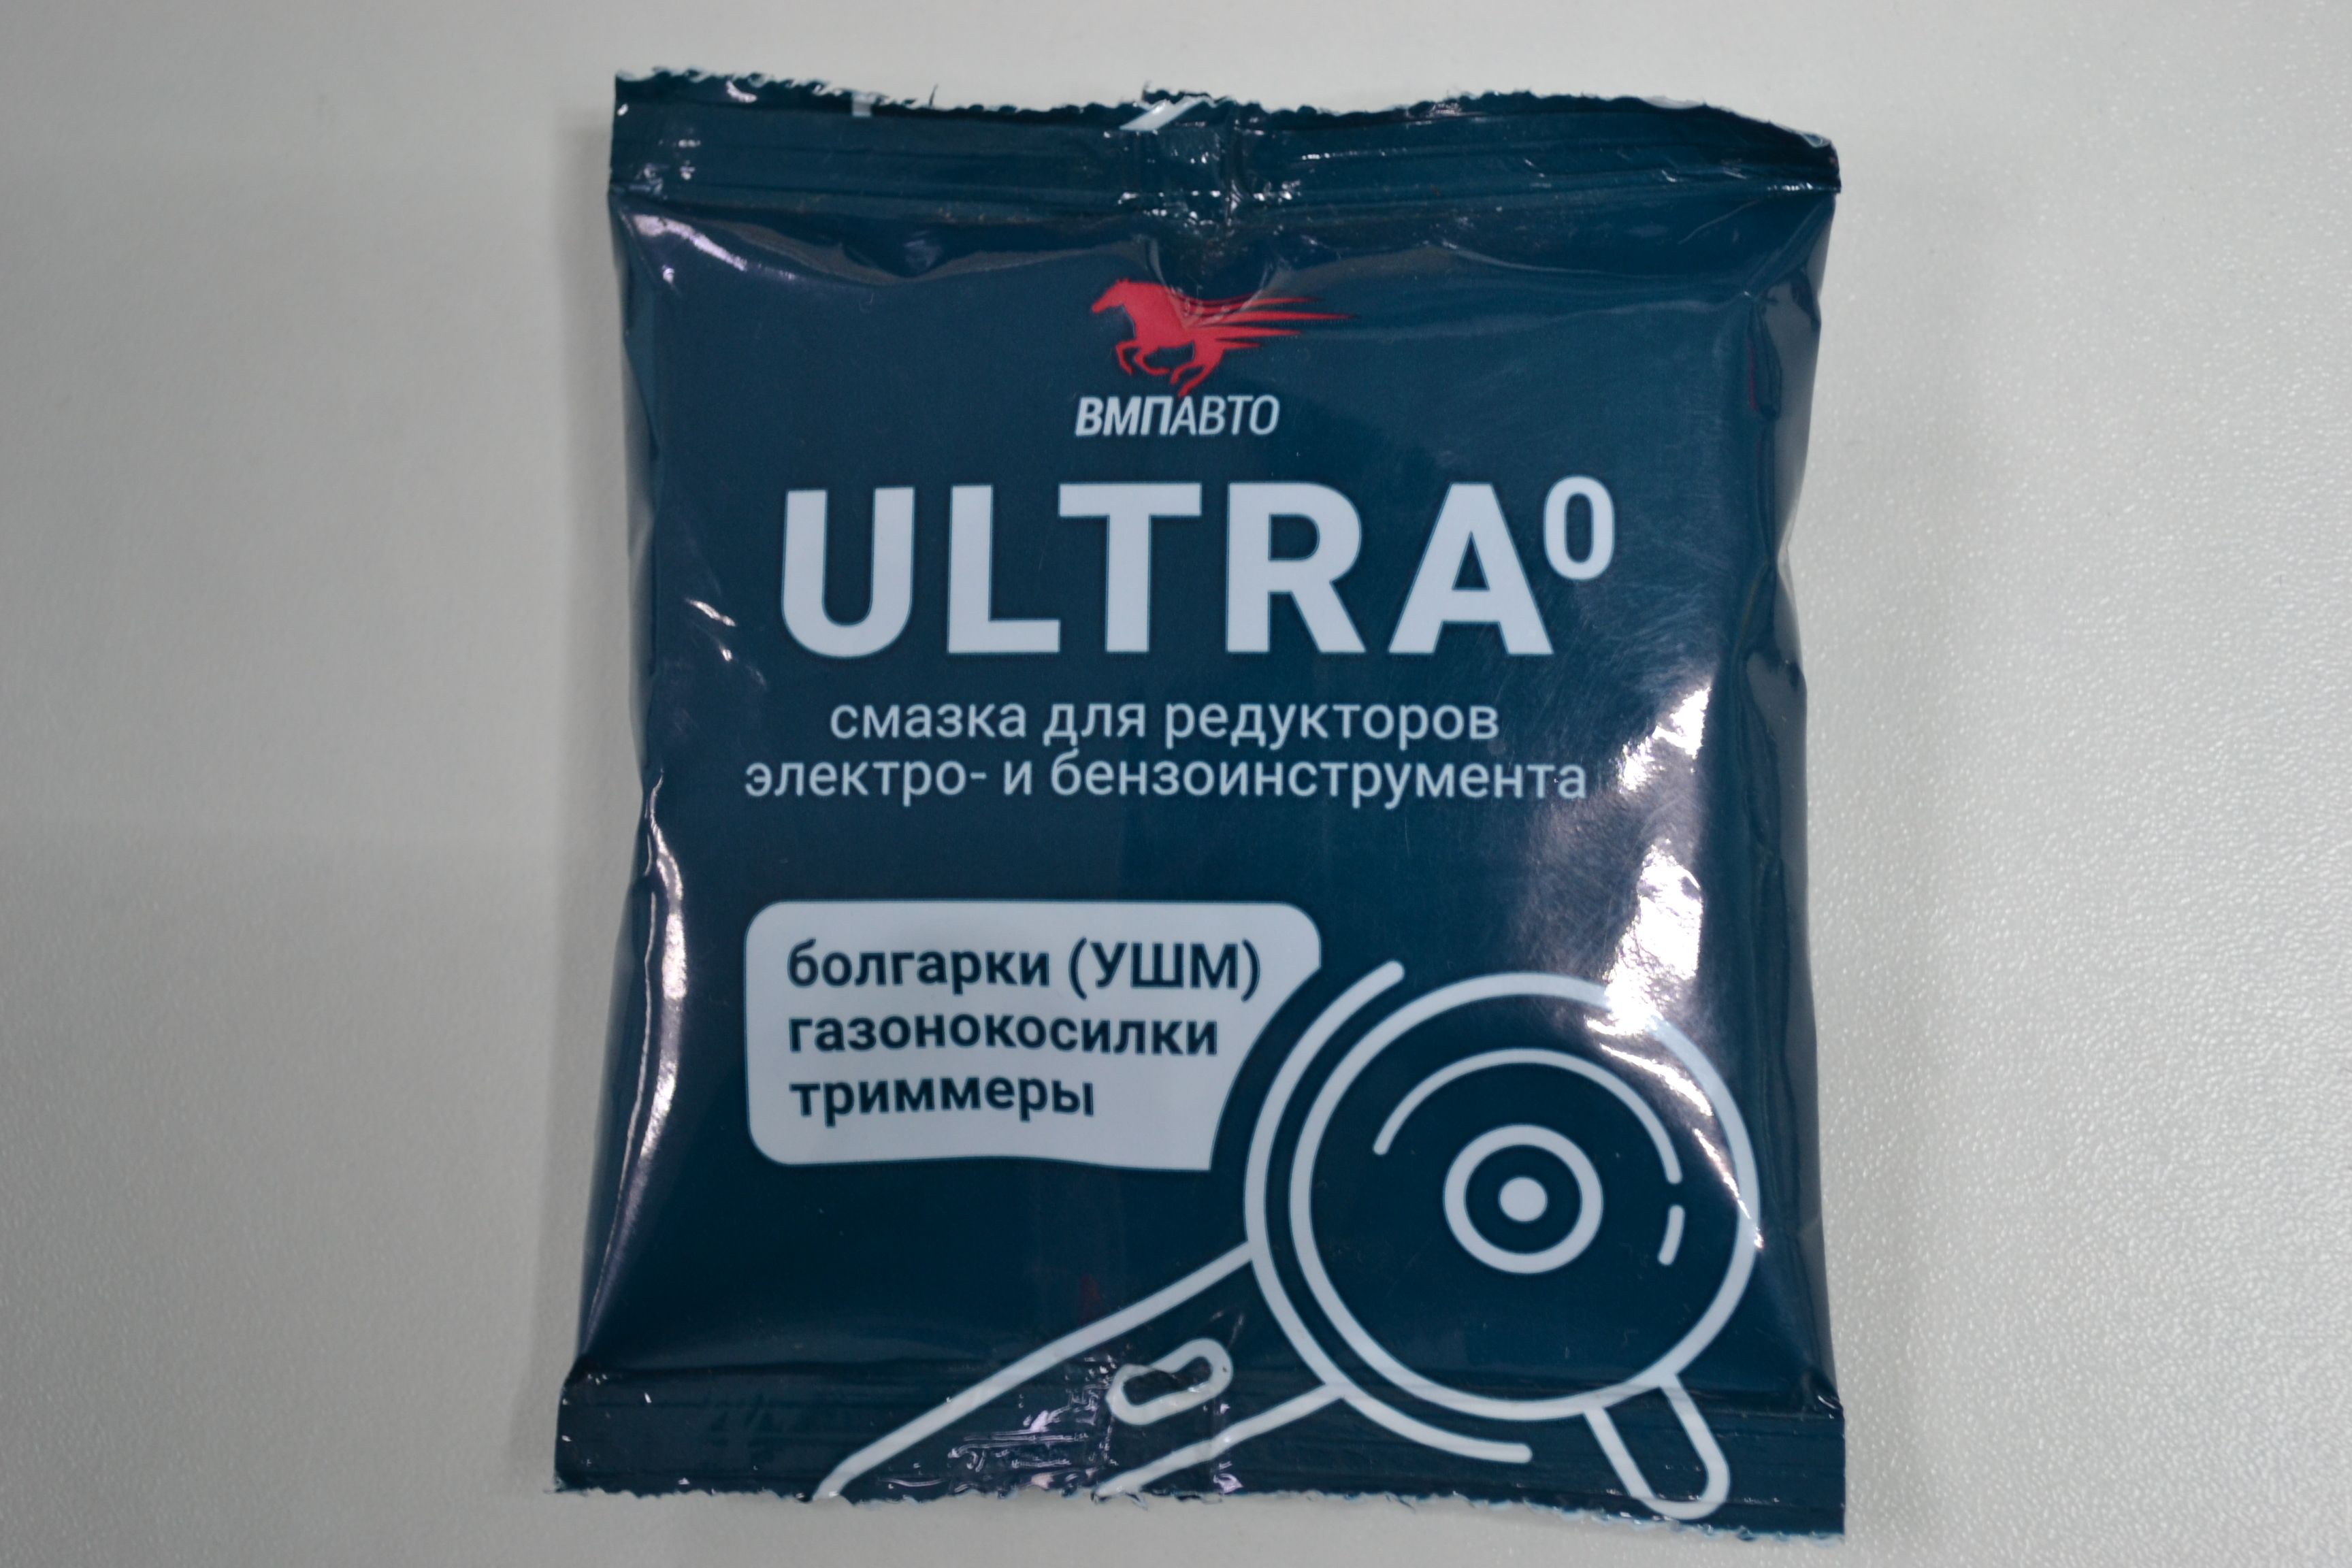 ВМПАВТО
ULTRA⁰
смазка для редукторов
электро- и бензоинструмента
болгарки (УШМ)
газонокосилки
триммеры